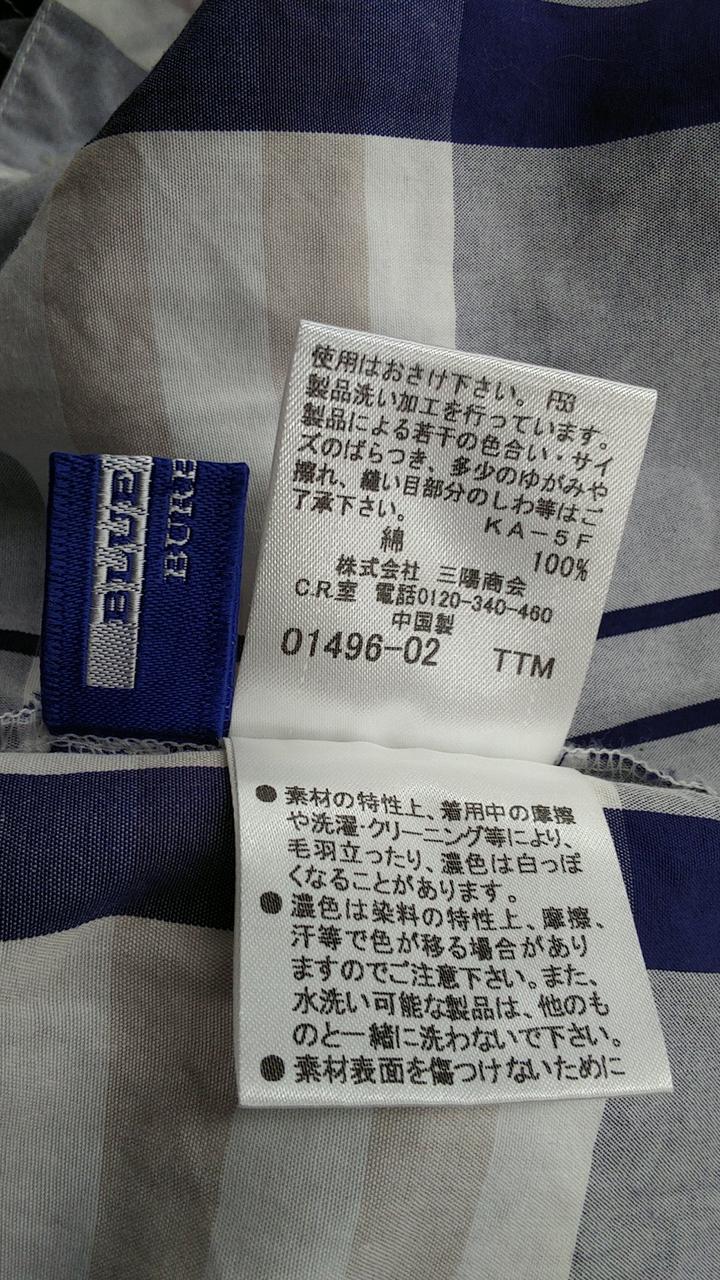 使用はおさけ下さい。 F53
製品洗い加工を行っています。
製品による若干の色合い・サイ
ズのばらつき、多少のゆがみや
擦れ、縫い目部分のしわ等はご
了承下さい。
KA-5F
綿 100%
株式会社 三陽商会
C.R.室 電話0120-340-460
中国製
01496-02 TTM
BLUE
BURB
●素材の特性上、着用中の摩擦
や洗濯・クリーニング等により、
毛羽立ったり、濃色は白っぽ
くなることがあります。
●濃色は染料の特性上、摩擦、
汗等で色が移る場合があり
ますのでご注意下さい。また、
水洗い可能な製品は、他のも
のと一緒に洗わないで下さい。
●素材表面を傷つけないために